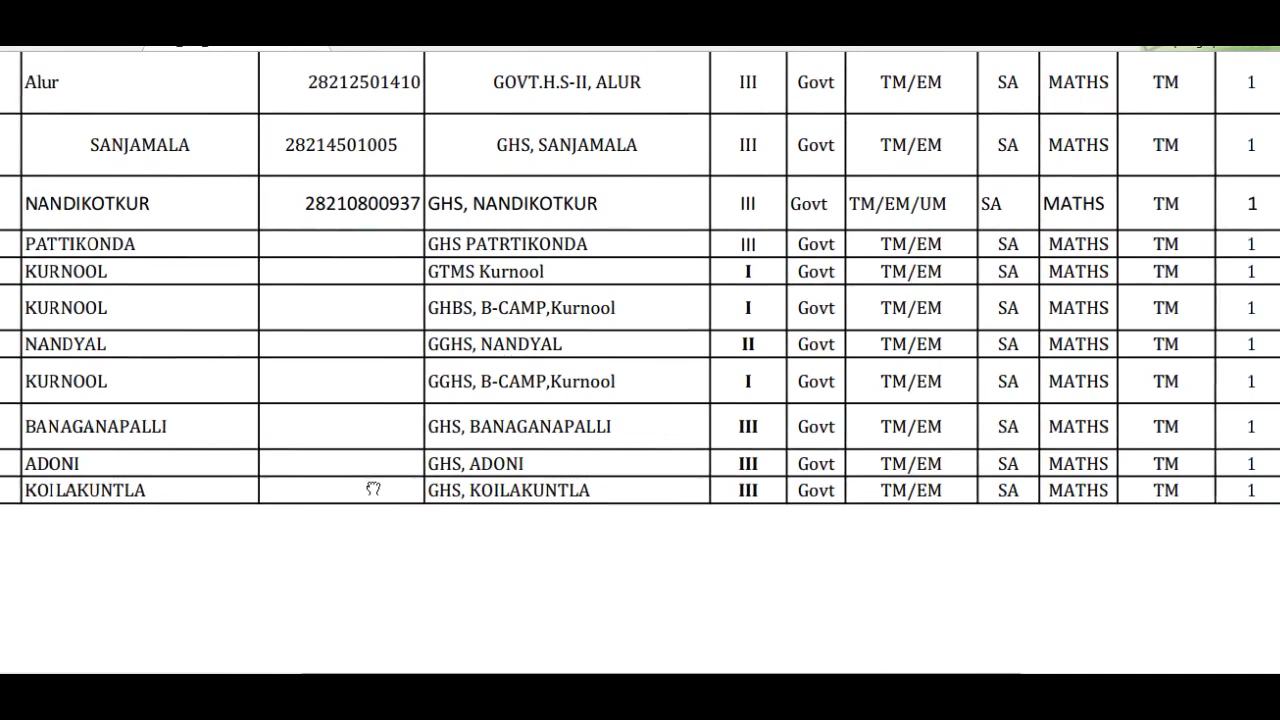 Alur 28212501410 GOVT.H.S-II, ALUR III Govt TM/EM SA MATHS TM 1
SANJAMALA 28214501005 GHS, SANJAMALA III Govt TM/EM SA MATHS TM 1
NANDIKOTKUR 28210800937 GHS, NANDIKOTKUR III Govt TM/EM/UM SA MATHS TM 1
PATTIKONDA GHS PATRTIKONDA III Govt TM/EM SA MATHS TM 1
KURNOOL GTMS Kurnool I Govt TM/EM SA MATHS TM 1
KURNOOL GHBS, B-CAMP,Kurnool I Govt TM/EM SA MATHS TM 1
NANDYAL GGHS, NANDYAL II Govt TM/EM SA MATHS TM 1
KURNOOL GGHS, B-CAMP,Kurnool I Govt TM/EM SA MATHS TM 1
BANAGANAPALLI GHS, BANAGANAPALLI III Govt TM/EM SA MATHS TM 1
ADONI GHS, ADONI III Govt TM/EM SA MATHS TM 1
KOILAKUNTLA GHS, KOILAKUNTLA III Govt TM/EM SA MATHS TM 1